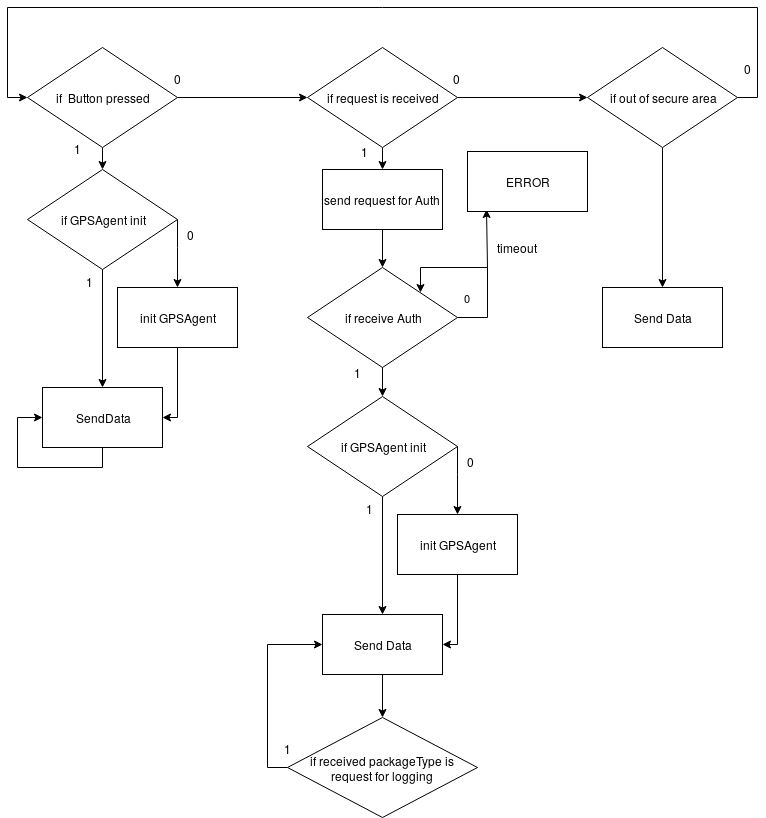 0
0
0
if Button pressed
if request is received
if out of secure area
1
1
send request for Auth
ERROR
if GPSAgent init
0
timeout
1
0
init GPSAgent
if receive Auth
Send Data
1
SendData
if GPSAgent init
0
1
init GPSAgent
Send Data
1
if received packageType is
request for logging